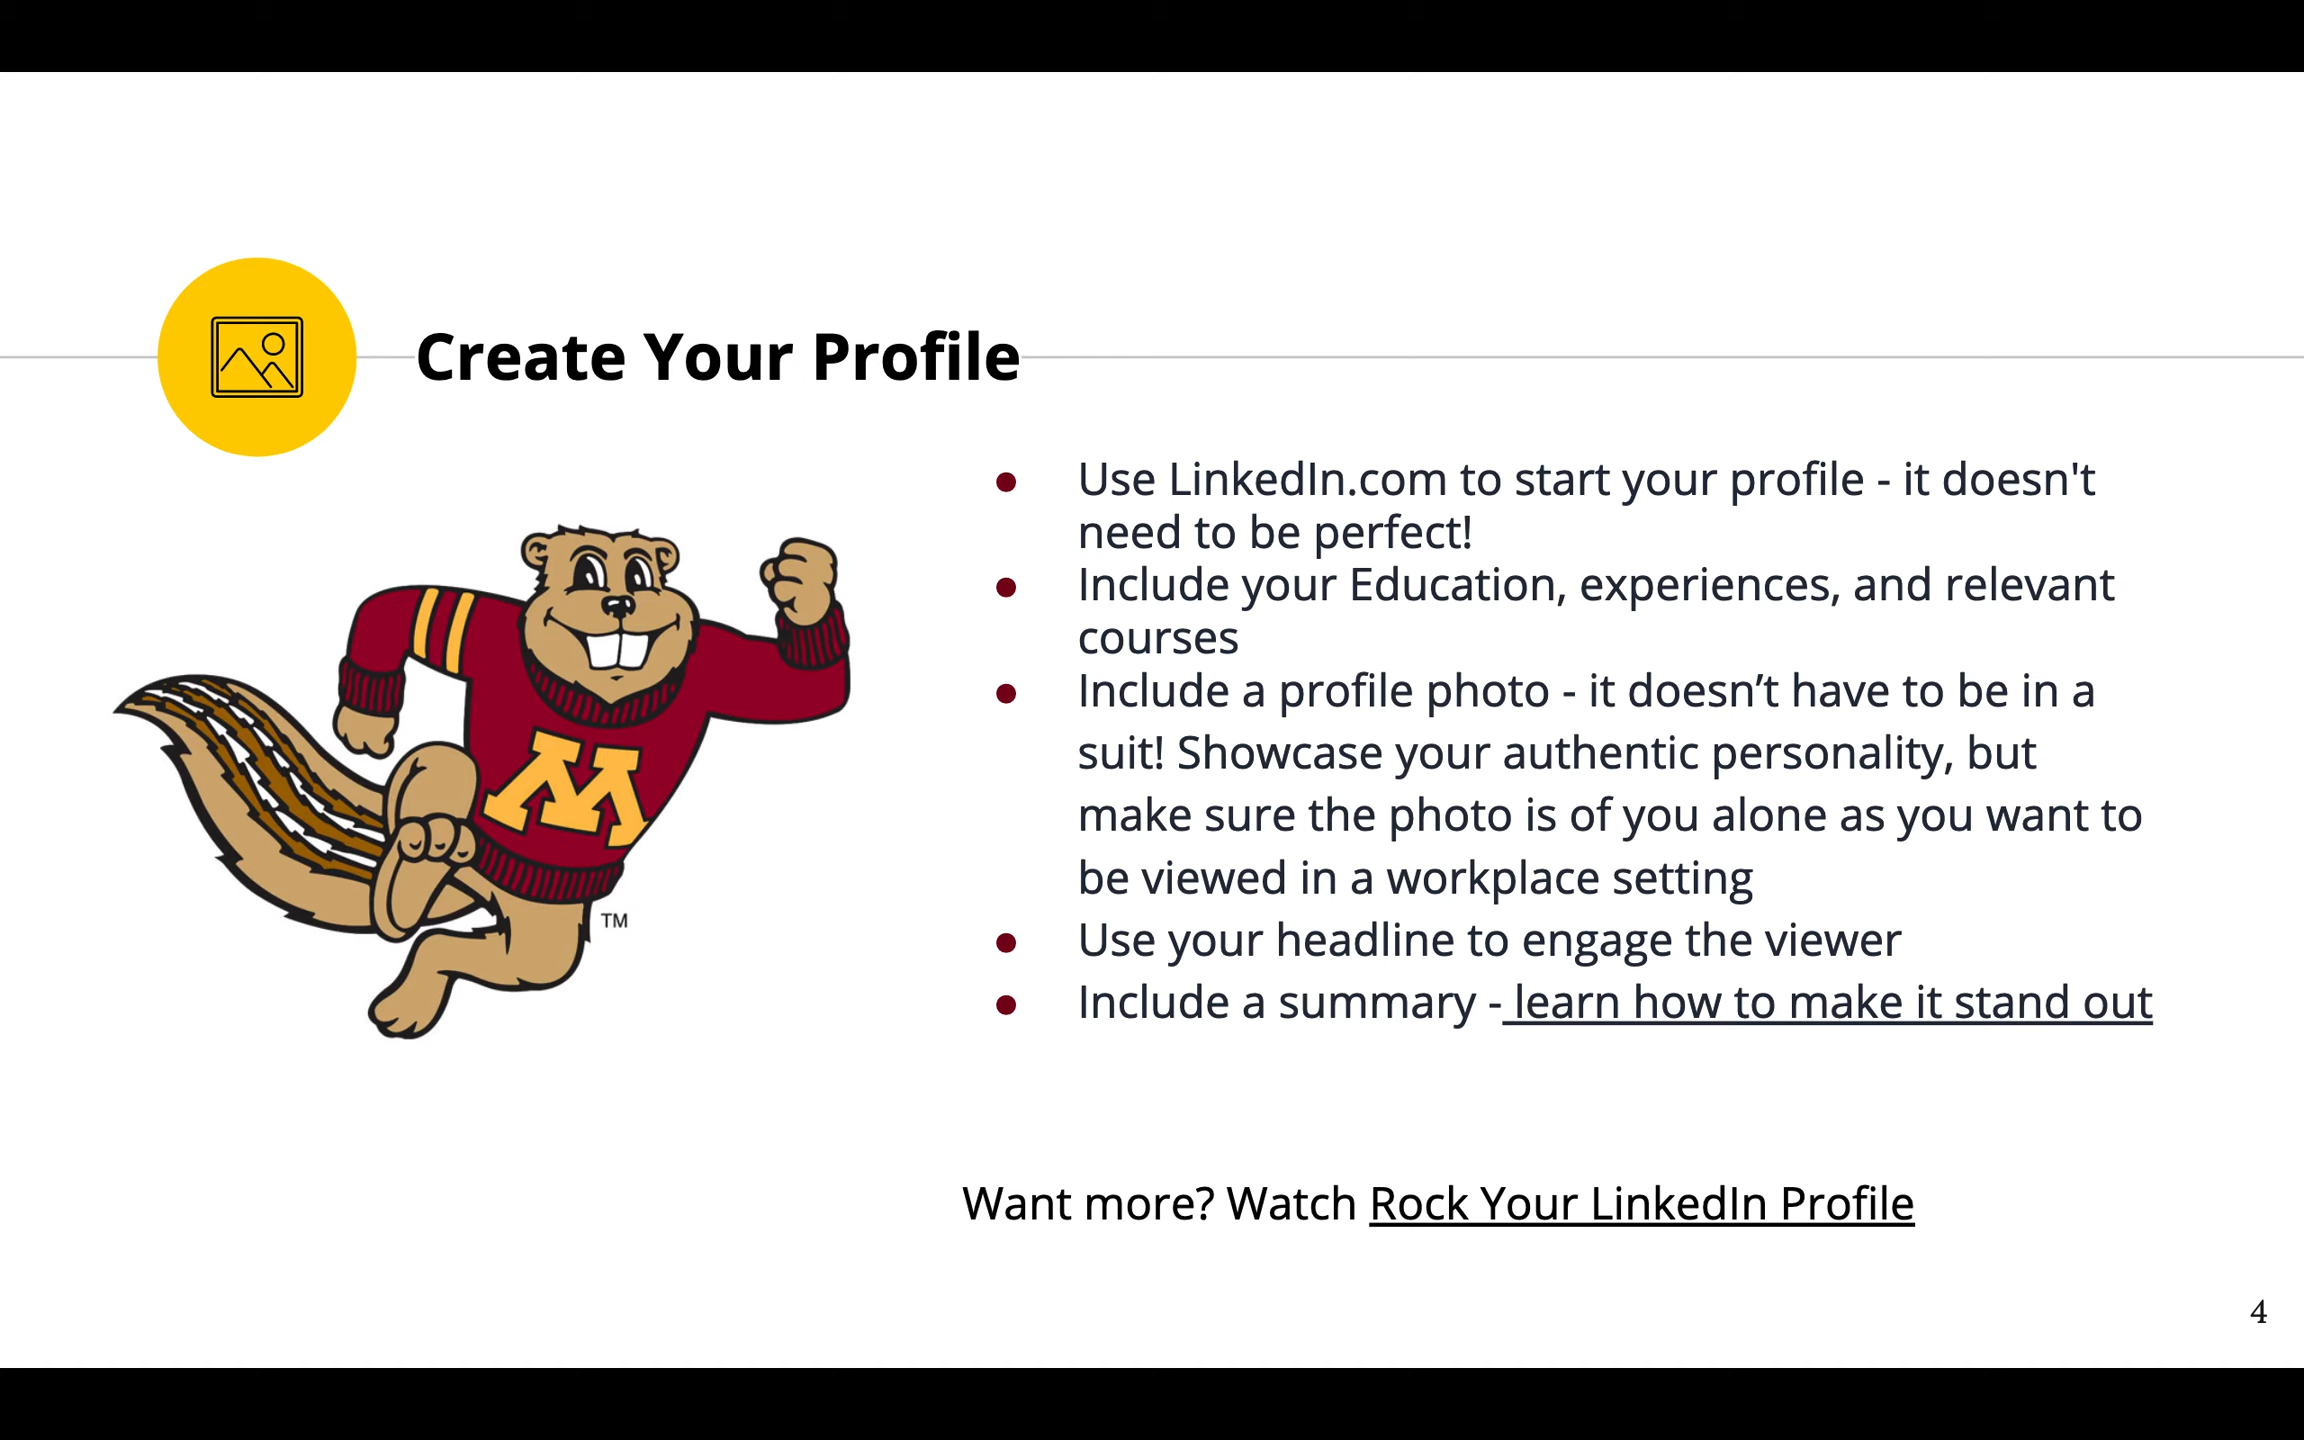 Create Your Profile
● Use LinkedIn.com to start your profile - it doesn't
need to be perfect!
● Include your Education, experiences, and relevant
courses
● Include a profile photo - it doesn’t have to be in a
suit! Showcase your authentic personality, but
make sure the photo is of you alone as you want to
be viewed in a workplace setting
● Use your headline to engage the viewer
● Include a summary - learn how to make it stand out
M
TM
Want more? Watch Rock Your LinkedIn Profile
4